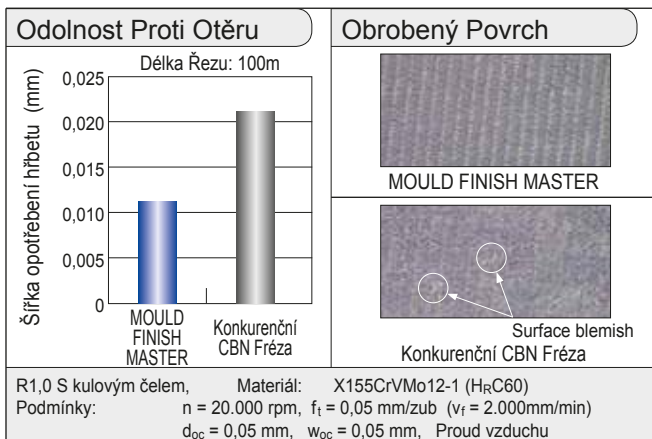 Odolnost Proti Otěru
Délka Řezu: 100m
Šířka opotřebení hřbetu (mm)
0,025
0,020
0,015
0,010
0,005
0
MOULD
FINISH
MASTER
Konkurenční
CBN Fréza
Obrobený Povrch
MOULD FINISH MASTER
Surface blemish
Konkurenční CBN Fréza
R1,0 S kulovým čelem, Materiál: X155CrVMo12-1 (HRC60)
Podmínky: n = 20.000 rpm, ft = 0,05 mm/zub (vf = 2.000mm/min)
doc = 0,05 mm, woc = 0,05 mm, Proud vzduchu